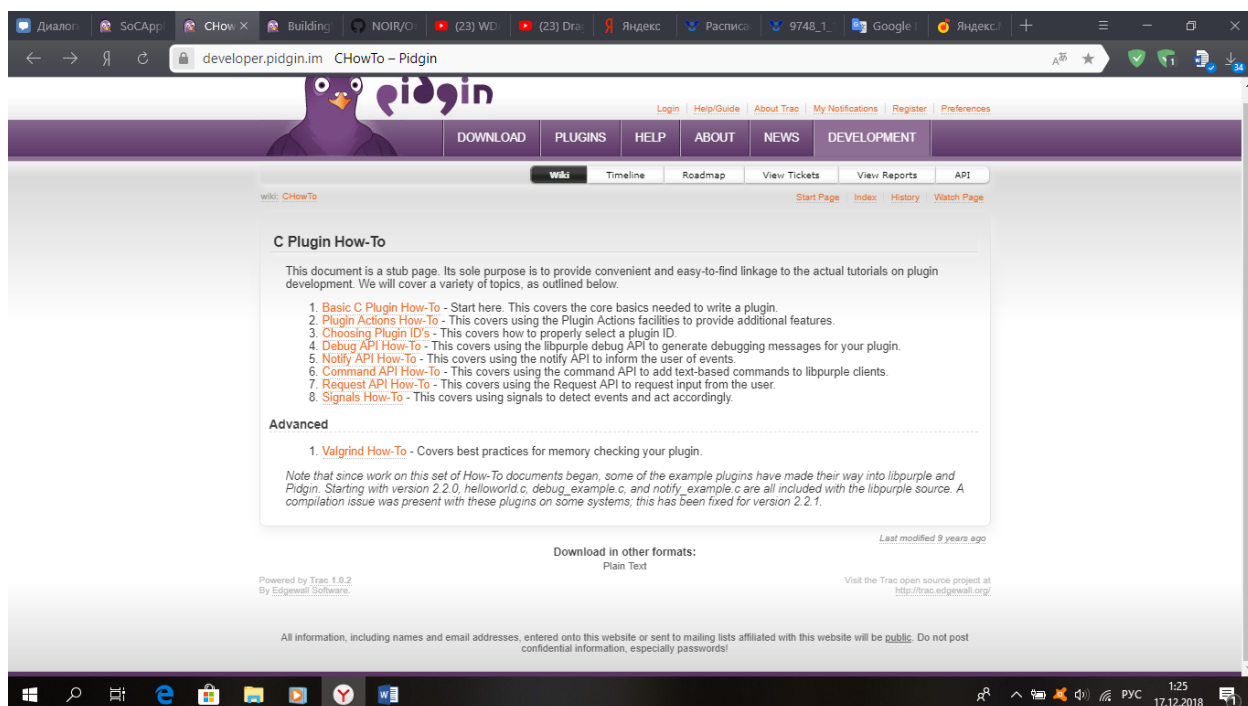 Диалог
SoCAppl
CHow
Building
NOIR/O
(23) WD/
(23) Dra
Яндекс
Расписа
9748_1_
Google
Яндекс.
developer.pidgin.im CHowTo – Pidgin
34
pidgin
Login Help/Guide About Trac My Notifications Register Preferences
DOWNLOAD PLUGINS HELP ABOUT NEWS DEVELOPMENT
Wiki Timeline Roadmap View Tickets View Reports API
wiki: CHowTo
Start Page Index History Watch Page
C Plugin How-To
This document is a stub page. Its sole purpose is to provide convenient and easy-to-find linkage to the actual tutorials on plugin
development. We will cover a variety of topics, as outlined below.
1. Basic C Plugin How-To - Start here. This covers the core basics needed to write a plugin.
2. Plugin Actions How-To - This covers using the Plugin Actions facilities to provide additional features.
3. Choosing Plugin ID's - This covers how to properly select a plugin ID.
4. Debug API How-To - This covers using the libpurple debug API to generate debugging messages for your plugin.
5. Notify API How-To - This covers using the notify API to inform the user of events.
6. Command API How-To - This covers using the command API to add text-based commands to libpurple clients.
7. Request API How-To - This covers using the Request API to request input from the user.
8. Signals How-To - This covers using signals to detect events and act accordingly.
Advanced
1. Valgrind How-To - Covers best practices for memory checking your plugin.
Note that since work on this set of How-To documents began, some of the example plugins have made their way into libpurple and
Pidgin. Starting with version 2.2.0, helloworld.c, debug_example.c, and notify_example.c are all included with the libpurple source. A
compilation issue was present with these plugins on some systems; this has been fixed for version 2.2.1.
Last modified 9 years ago
Download in other formats:
Plain Text
Powered by Trac 1.0.2
By Edgewall Software.
Visit the Trac open source project at
http://trac.edgewall.org/
All information, including names and email addresses, entered onto this website or sent to mailing lists affiliated with this website will be public. Do not post
confidential information, especially passwords!
РУС
1:25
17.12.2018